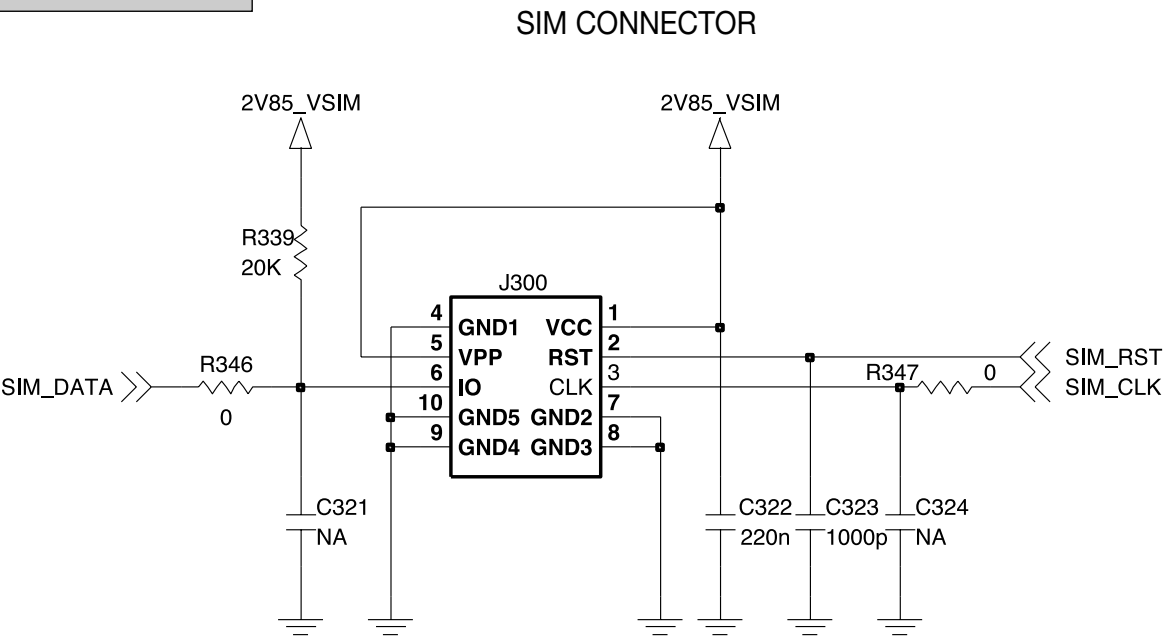 SIM CONNECTOR
2V85_VSIM
2V85_VSIM
R339
20K
J300
4
GND1
VCC
1
5
VPP
RST
2
SIM_RST
SIM_DATA
R346
0
6
IO
CLK
3
R347
0
SIM_CLK
10
GND5
GND2
7
9
GND4
GND3
8
C321
NA
C322
220n
C323
1000p
C324
NA